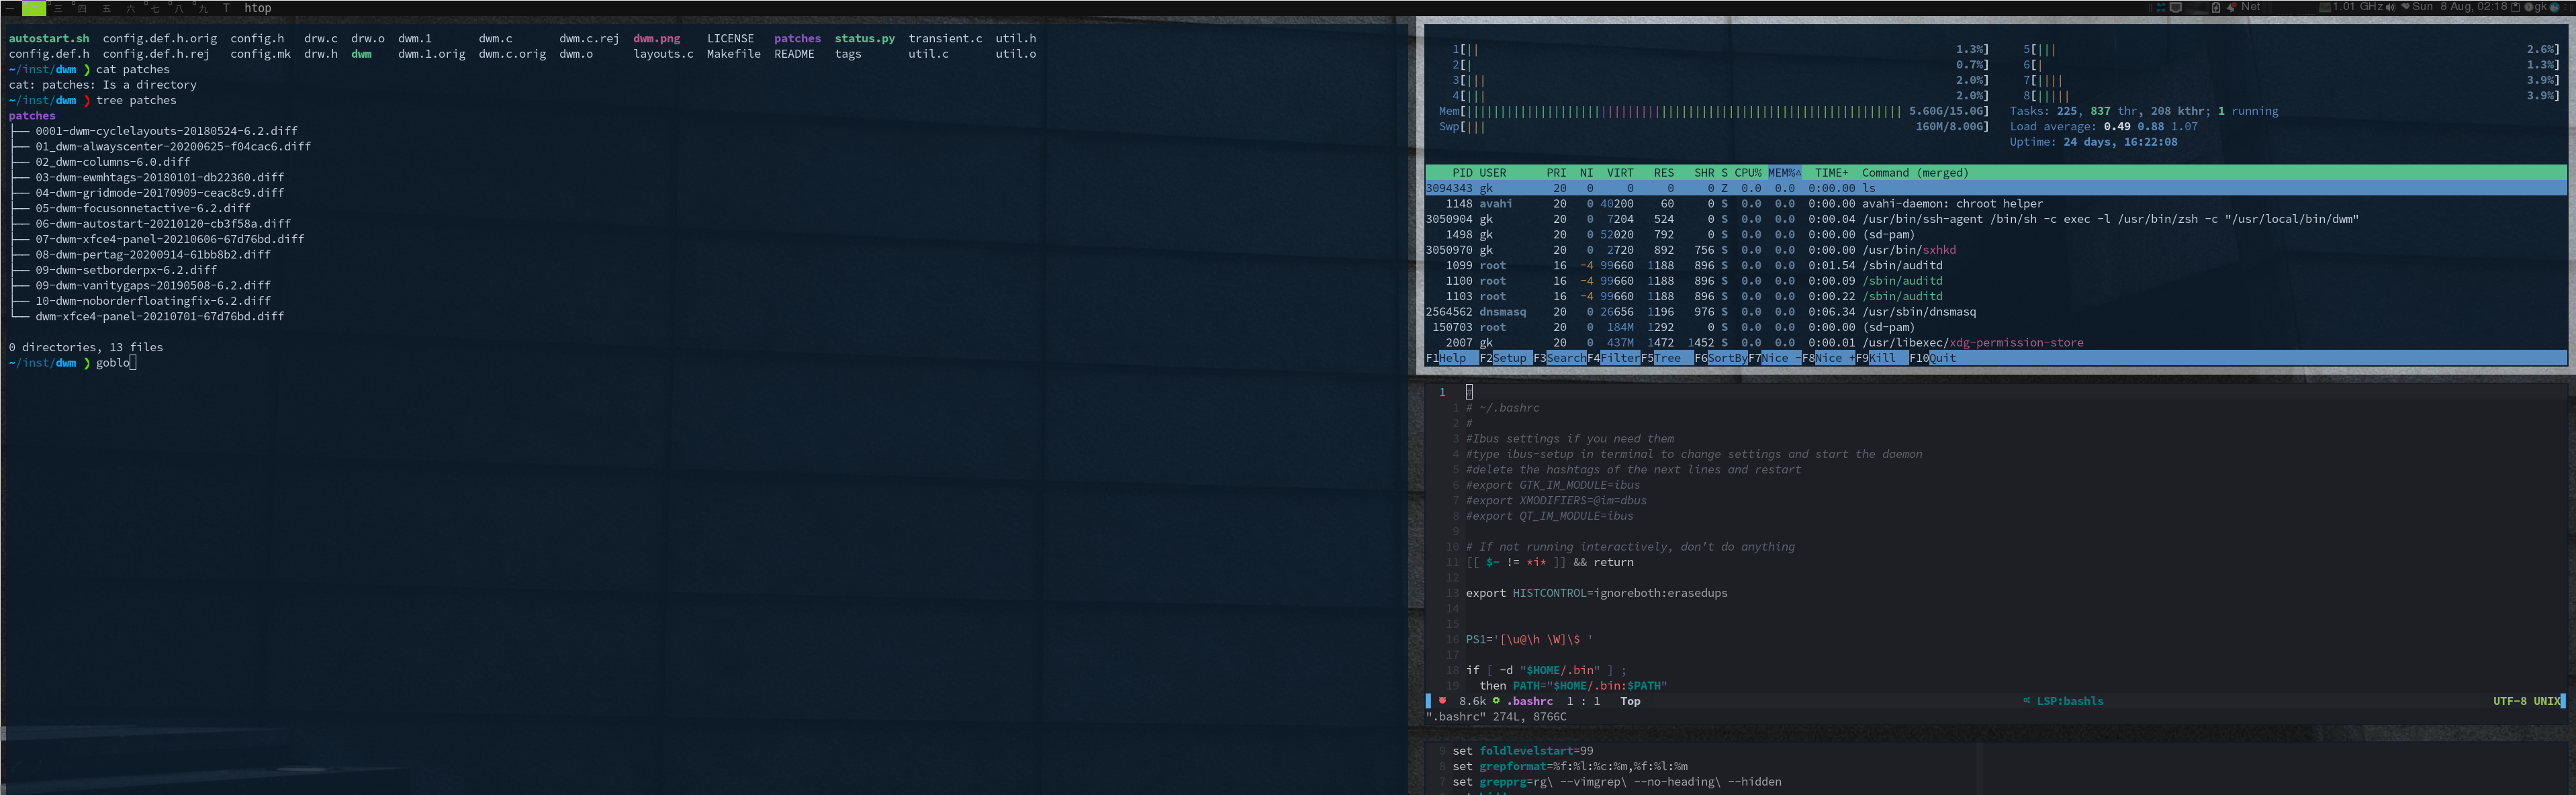 一 二 三 四 五 六 七 八 九 T htop
Net 1.01 GHz Sun 8 Aug, 02:18 gk
autostart.sh config.def.h.orig config.h drw.c drw.o dwm.1 dwm.c dwm.c.rej dwm.png LICENSE patches status.py transient.c util.h
config.def.h config.def.h.rej config.mk drw.h dwm dwm.1.orig dwm.c.orig dwm.o layouts.c Makefile README tags util.c util.o
~/inst/dwm ❯ cat patches
cat: patches: Is a directory
~/inst/dwm ❯ tree patches
patches
├── 0001-dwm-cyclelayouts-20180524-6.2.diff
├── 01_dwm-alwayscenter-20200625-f04cac6.diff
├── 02_dwm-columns-6.0.diff
├── 03-dwm-ewmhtags-20180101-db22360.diff
├── 04-dwm-gridmode-20170909-ceac8c9.diff
├── 05-dwm-focusonnetactive-6.2.diff
├── 06-dwm-autostart-20210120-cb3f58a.diff
├── 07-dwm-xfce4-panel-20210606-67d76bd.diff
├── 08-dwm-pertag-20200914-61bb8b2.diff
├── 09-dwm-setborderpx-6.2.diff
├── 09-dwm-vanitygaps-20190508-6.2.diff
├── 10-dwm-noborderfloatingfix-6.2.diff
└── dwm-xfce4-panel-20210701-67d76bd.diff
0 directories, 13 files
~/inst/dwm ❯ goblo
1[|| 1.3%] 5[||| 2.6%]
2[| 0.7%] 6[| 1.3%]
3[||| 2.0%] 7[|||| 3.9%]
4[||| 2.0%] 8[||||| 3.9%]
Mem[|||||||||||||||||||||||||||||||||||||||||||||||||||||||||||||||| 5.60G/15.0G] Tasks: 225, 837 thr, 208 kthr; 1 running
Swp[||| 160M/8.00G] Load average: 0.49 0.88 1.07
Uptime: 24 days, 16:22:08
PID USER PRI NI VIRT RES SHR S CPU% MEM%△ TIME+ Command (merged)
3094343 gk 20 0 0 0 0 Z 0.0 0.0 0:00.00 ls
1148 avahi 20 0 40200 60 0 S 0.0 0.0 0:00.00 avahi-daemon: chroot helper
3050904 gk 20 0 7204 524 0 S 0.0 0.0 0:00.04 /usr/bin/ssh-agent /bin/sh -c exec -l /usr/bin/zsh -c "/usr/local/bin/dwm"
1498 gk 20 0 52020 792 0 S 0.0 0.0 0:00.00 (sd-pam)
3050970 gk 20 0 2720 892 756 S 0.0 0.0 0:00.00 /usr/bin/sxhkd
1099 root 16 -4 99660 1188 896 S 0.0 0.0 0:01.54 /sbin/auditd
1100 root 16 -4 99660 1188 896 S 0.0 0.0 0:00.09 /sbin/auditd
1103 root 16 -4 99660 1188 896 S 0.0 0.0 0:00.22 /sbin/auditd
2564562 dnsmasq 20 0 26656 1196 976 S 0.0 0.0 0:06.34 /usr/sbin/dnsmasq
150703 root 20 0 184M 1292 0 S 0.0 0.0 0:00.00 (sd-pam)
2007 gk 20 0 437M 1472 1452 S 0.0 0.0 0:00.01 /usr/libexec/xdg-permission-store
F1Help F2Setup F3SearchF4FilterF5Tree F6SortByF7Nice -F8Nice +F9Kill F10Quit
1 #
1 # ~/.bashrc
2 #
3 #Ibus settings if you need them
4 #type ibus-setup in terminal to change settings and start the daemon
5 #delete the hashtags of the next lines and restart
6 #export GTK_IM_MODULE=ibus
7 #export XMODIFIERS=@im=dbus
8 #export QT_IM_MODULE=ibus
9
10 # If not running interactively, don't do anything
11 [[ $- != *i* ]] && return
12
13 export HISTCONTROL=ignoreboth:erasedups
14
15
16 PS1='[\u@\h \W]\$ '
17
18 if [ -d "$HOME/.bin" ] ;
19 then PATH="$HOME/.bin:$PATH"
8.6k .bashrc 1 : 1 Top LSP:bashls UTF-8 UNIX
".bashrc" 274L, 8766C
9 set foldlevelstart=99
8 set grepformat=%f:%l:%c:%m,%f:%l:%m
7 set grepprg=rg\ --vimgrep\ --no-heading\ --hidden